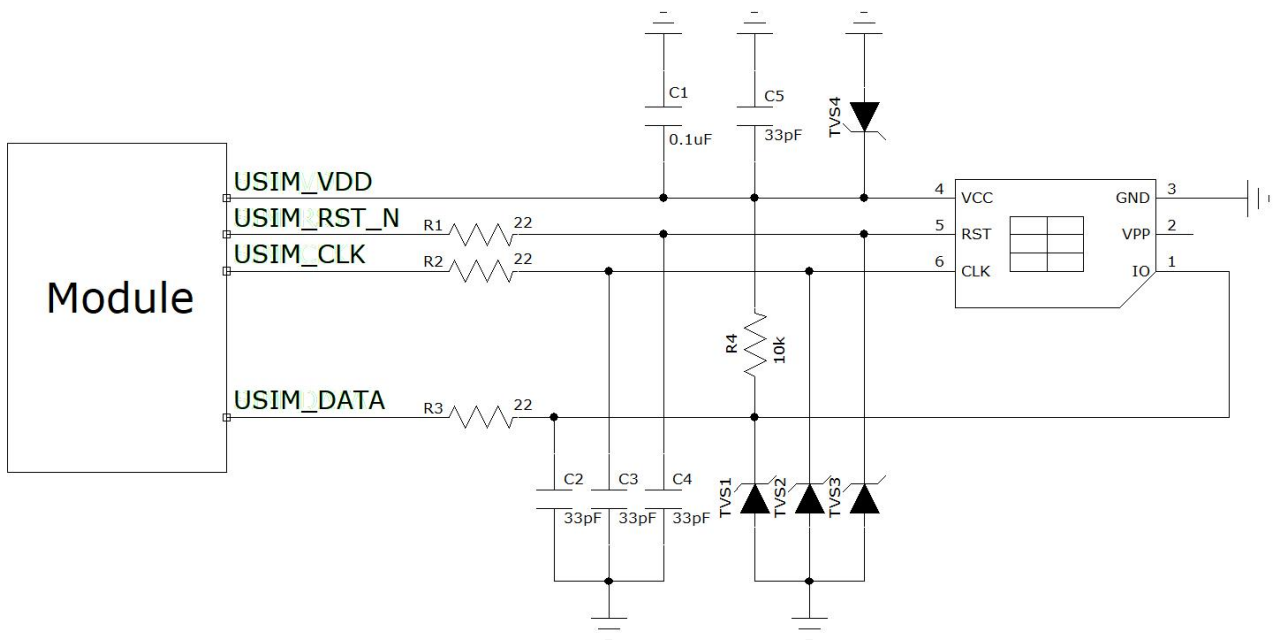 C1
0.1uF
C5
33pF
TVS4
USIM_VDD
USIM_RST_N
USIM_CLK
R1
22
R2
22
Module
4
VCC
GND
3
5
RST
VPP
2
6
CLK
IO
1
R4
10k
USIM_DATA
R3
22
C2
33pF
C3
33pF
C4
33pF
TVS1
TVS2
TVS3